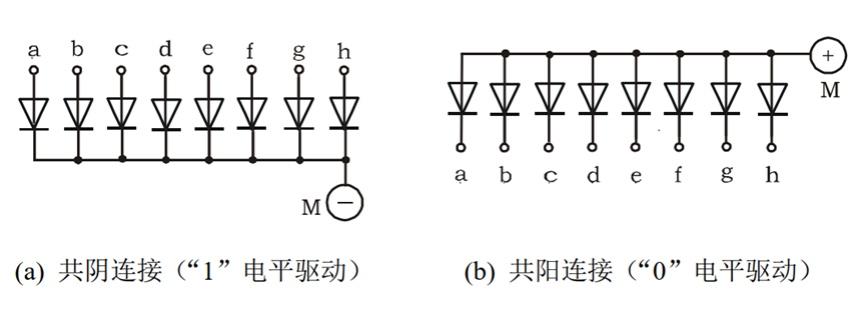 a b c d e f g h
M −
(a) 共阴连接（“1”电平驱动）
+
M
a b c d e f g h
(b) 共阳连接（“0”电平驱动）